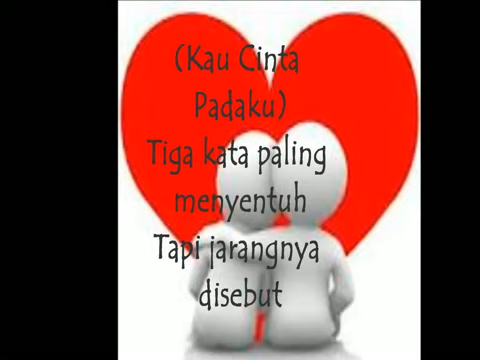 (Kau Cinta
Padaku)
Tiga kata paling
menyentuh
Tapi jarangnya
disebut